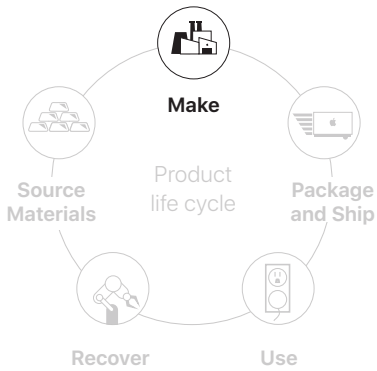 Make
Source
Materials
Product
life cycle
Package
and Ship
Recover
Use